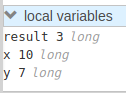 local variables
result 3 long
x 10 long
y 7 long